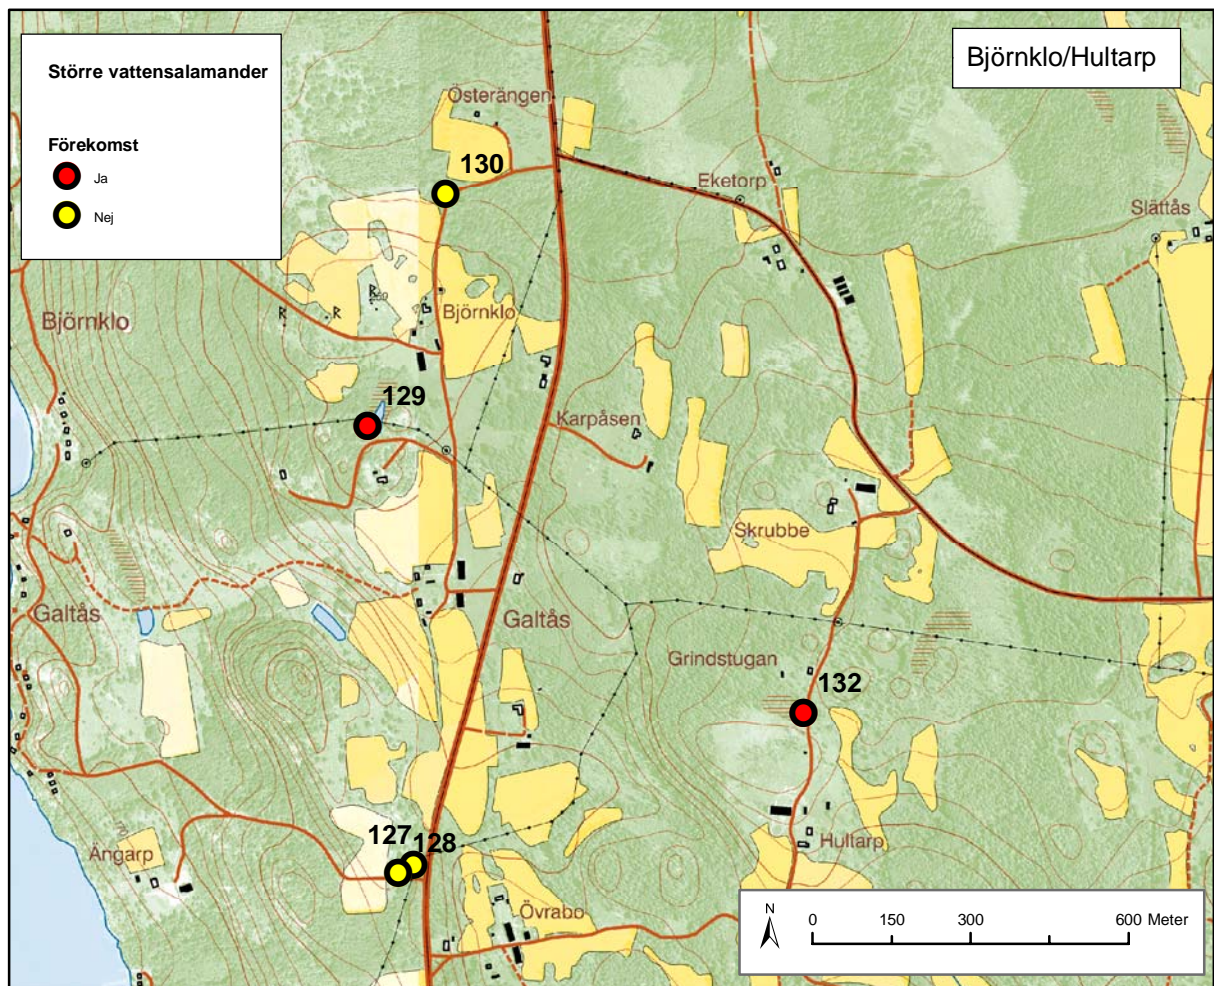 Större vattensalamander
Förekomst
Ja
Nej
Björnklo/Hultarp
Österängen
130
Eketorp
Slättås
R
R
R
Björnklo
Björnklo
129
Karpåsen
Skrubbe
Galtås
Galtås
Grindstugan
132
127
128
Ängarp
Hultarp
Övrabo
N
0 150 300 600 Meter